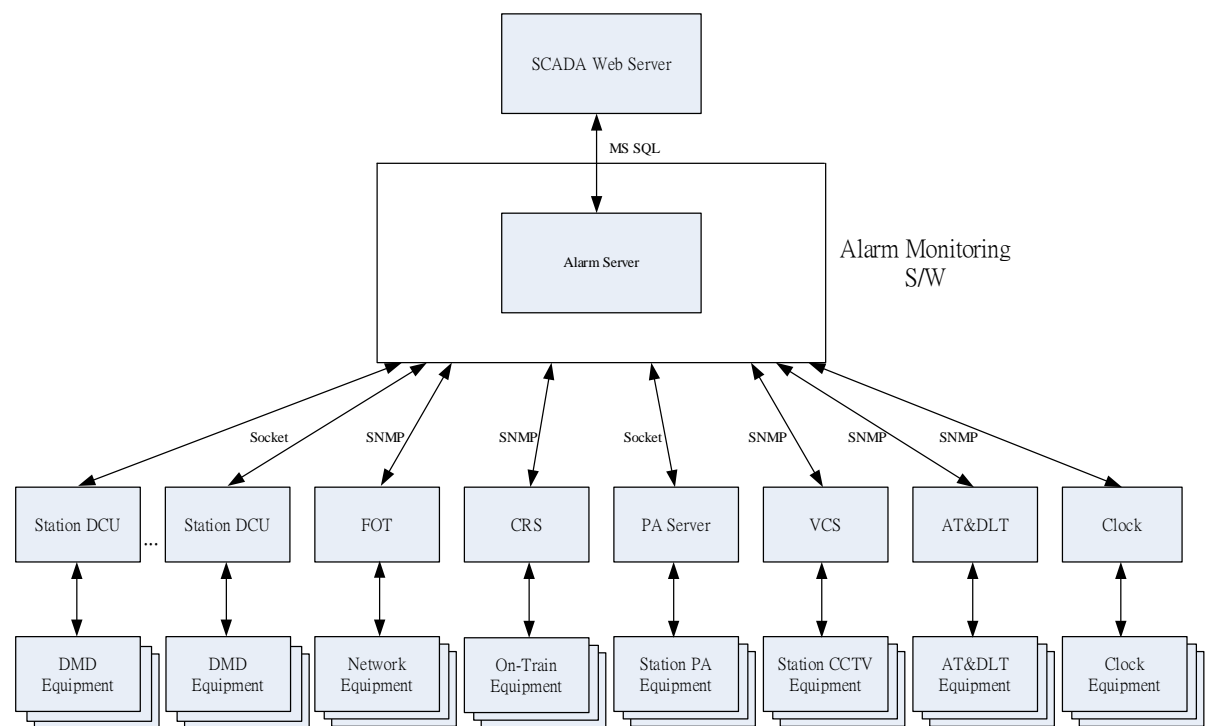 SCADA Web Server
MS SQL
Alarm Server
Alarm Monitoring
S/W
Socket
SNMP
SNMP
Socket
SNMP
SNMP
SNMP
Station DCU
...
Station DCU
FOT
CRS
PA Server
VCS
AT&DLT
Clock
DMD
Equipment
DMD
Equipment
Network
Equipment
On-Train
Equipment
Station PA
Equipment
Station CCTV
Equipment
AT&DLT
Equipment
Clock
Equipment